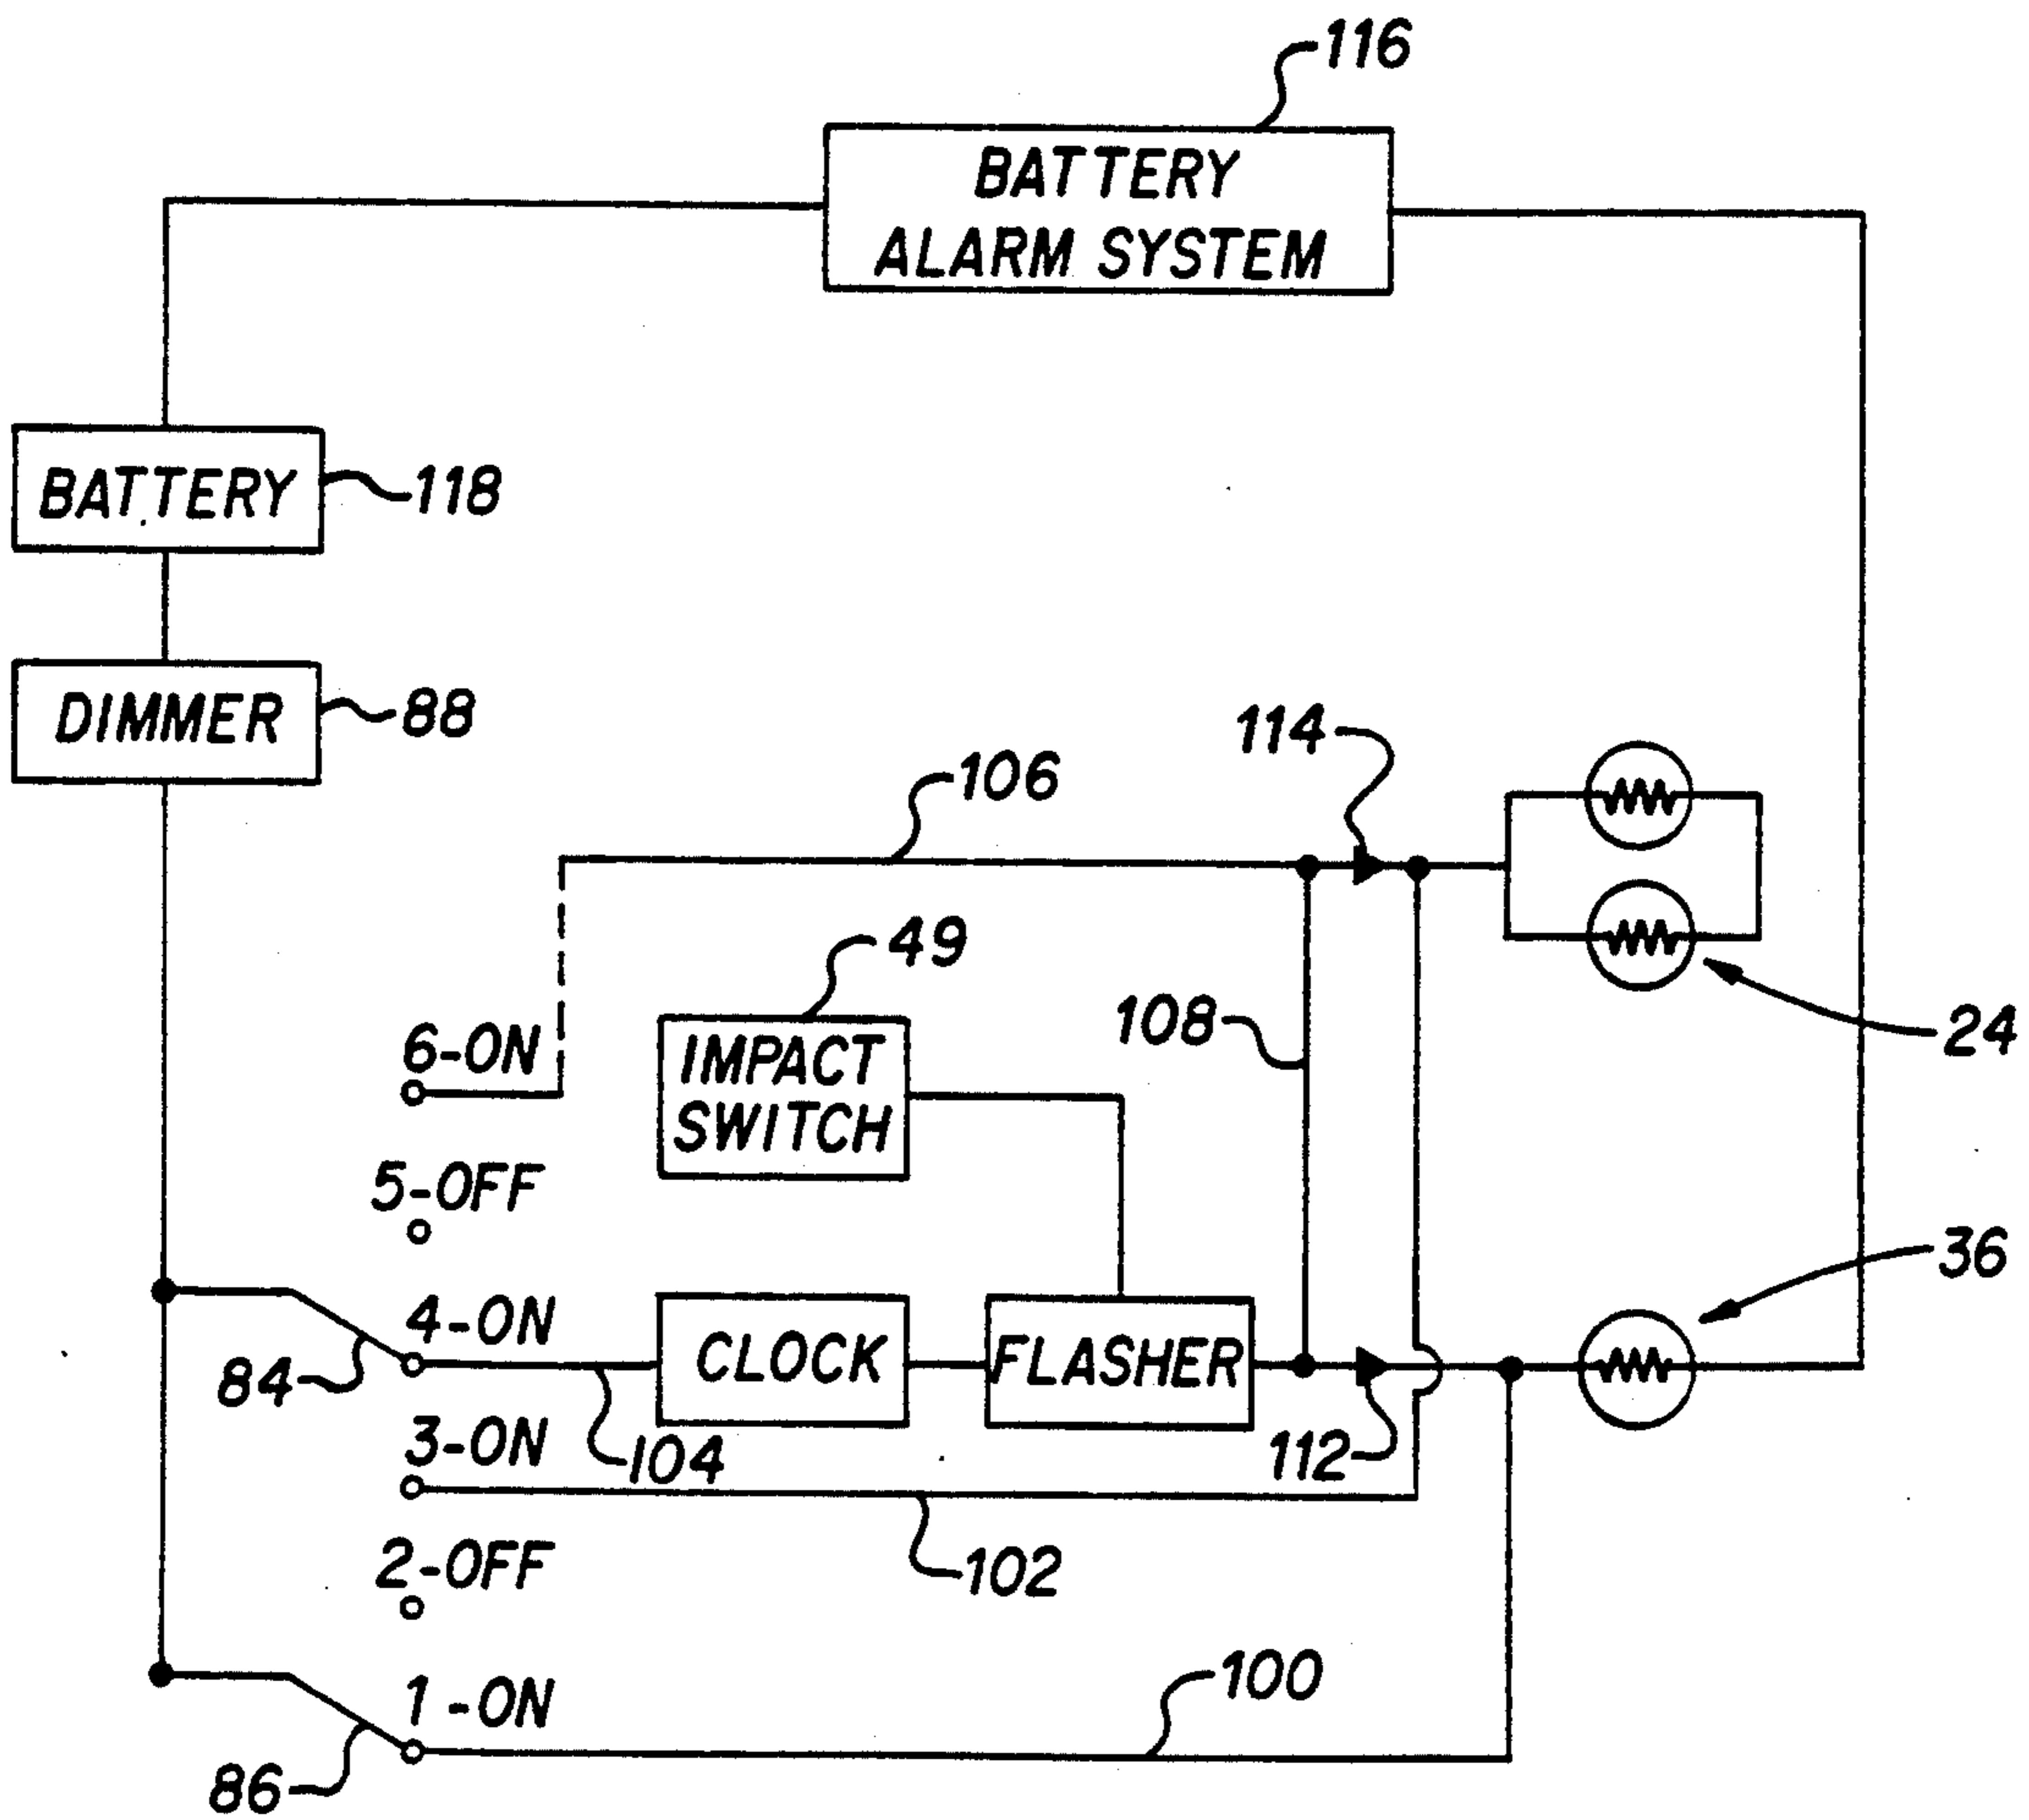 116
BATTERY
ALARM SYSTEM
BATTERY
118
DIMMER
88
114
106
49
6-ON
IMPACT
SWITCH
108
24
5-OFF
36
4-ON
CLOCK
FLASHER
84
3-ON
104
112
2-OFF
102
1-ON
100
86